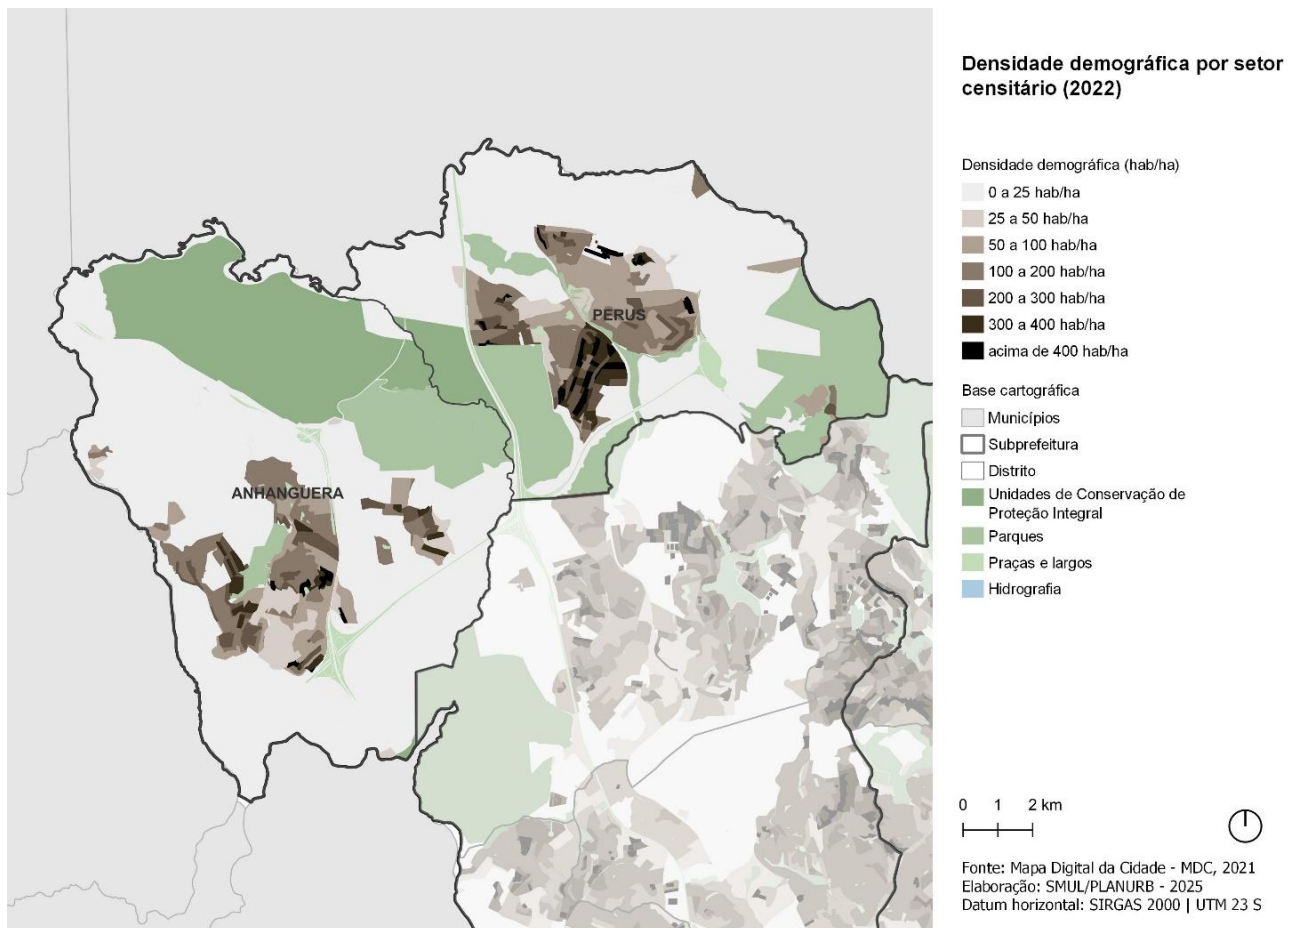 Densidade demográfica por setor
censitário (2022)
Densidade demográfica (hab/ha)
0 a 25 hab/ha
25 a 50 hab/ha
50 a 100 hab/ha
100 a 200 hab/ha
200 a 300 hab/ha
300 a 400 hab/ha
acima de 400 hab/ha
Base cartográfica
Municípios
Subprefeitura
Distrito
Unidades de Conservação de
Proteção Integral
Parques
Praças e largos
Hidrografia
PERUS
ANHANGUERA
0 1 2 km
Fonte: Mapa Digital da Cidade - MDC, 2021
Elaboração: SMUL/PLANURB - 2025
Datum horizontal: SIRGAS 2000 | UTM 23 S